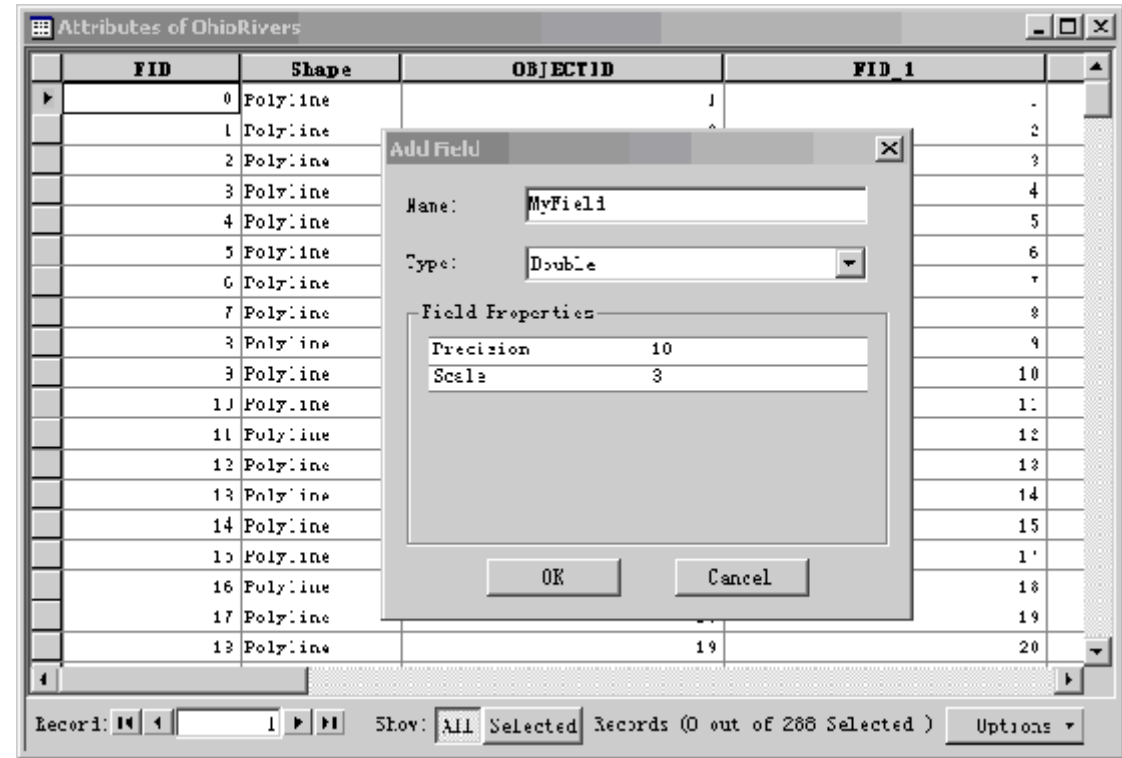 Attributes of OhioRivers
FID Shape OBJECTID FID_1
0 Polyline 1
1 Polyline 2
2 Polyline 3
3 Polyline 4
4 Polyline 5
5 Polyline 6
6 Polyline 7
7 Polyline 8
8 Polyline 9
9 Polyline 10
10 Polyline 11
11 Polyline 12
12 Polyline 13
13 Polyline 14
14 Polyline 15
15 Polyline
16 Polyline 18
17 Polyline 19
18 Polyline 19 20
Add Field
Name: MyField
Type: Double
Field Properties
Precision 10
Scale 3
OK Cancel
Record: 1 Show: All Selected Records (0 out of 288 Selected ) Options